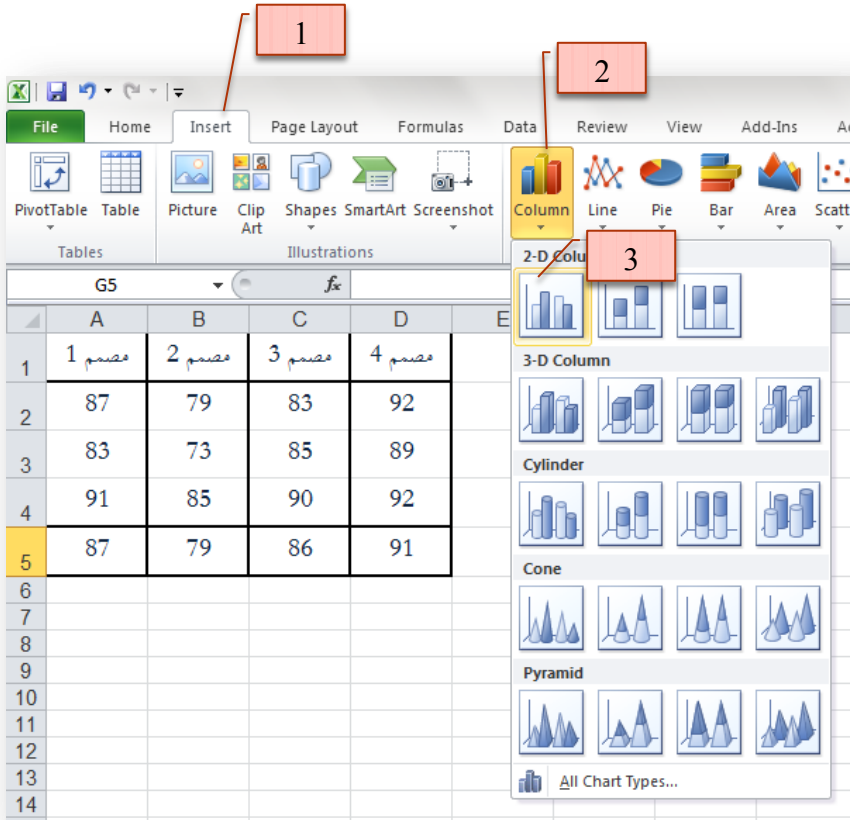 1
2
File Home Insert Page Layout Formulas Data Review View Add-Ins
PivotTable Table Picture Clip Art Shapes SmartArt Screenshot Column Line Pie Bar Area
Tables Illustrations
3
G5 fx
A B C D E
1 مصمم 1 مصمم 2 مصمم 3 مصمم 4
2 87 79 83 92
3 83 73 85 89
4 91 85 90 92
5 87 79 86 91
6
7
8
9
10
11
12
13
14
2-D Colu
3-D Column
Cylinder
Cone
Pyramid
All Chart Types...